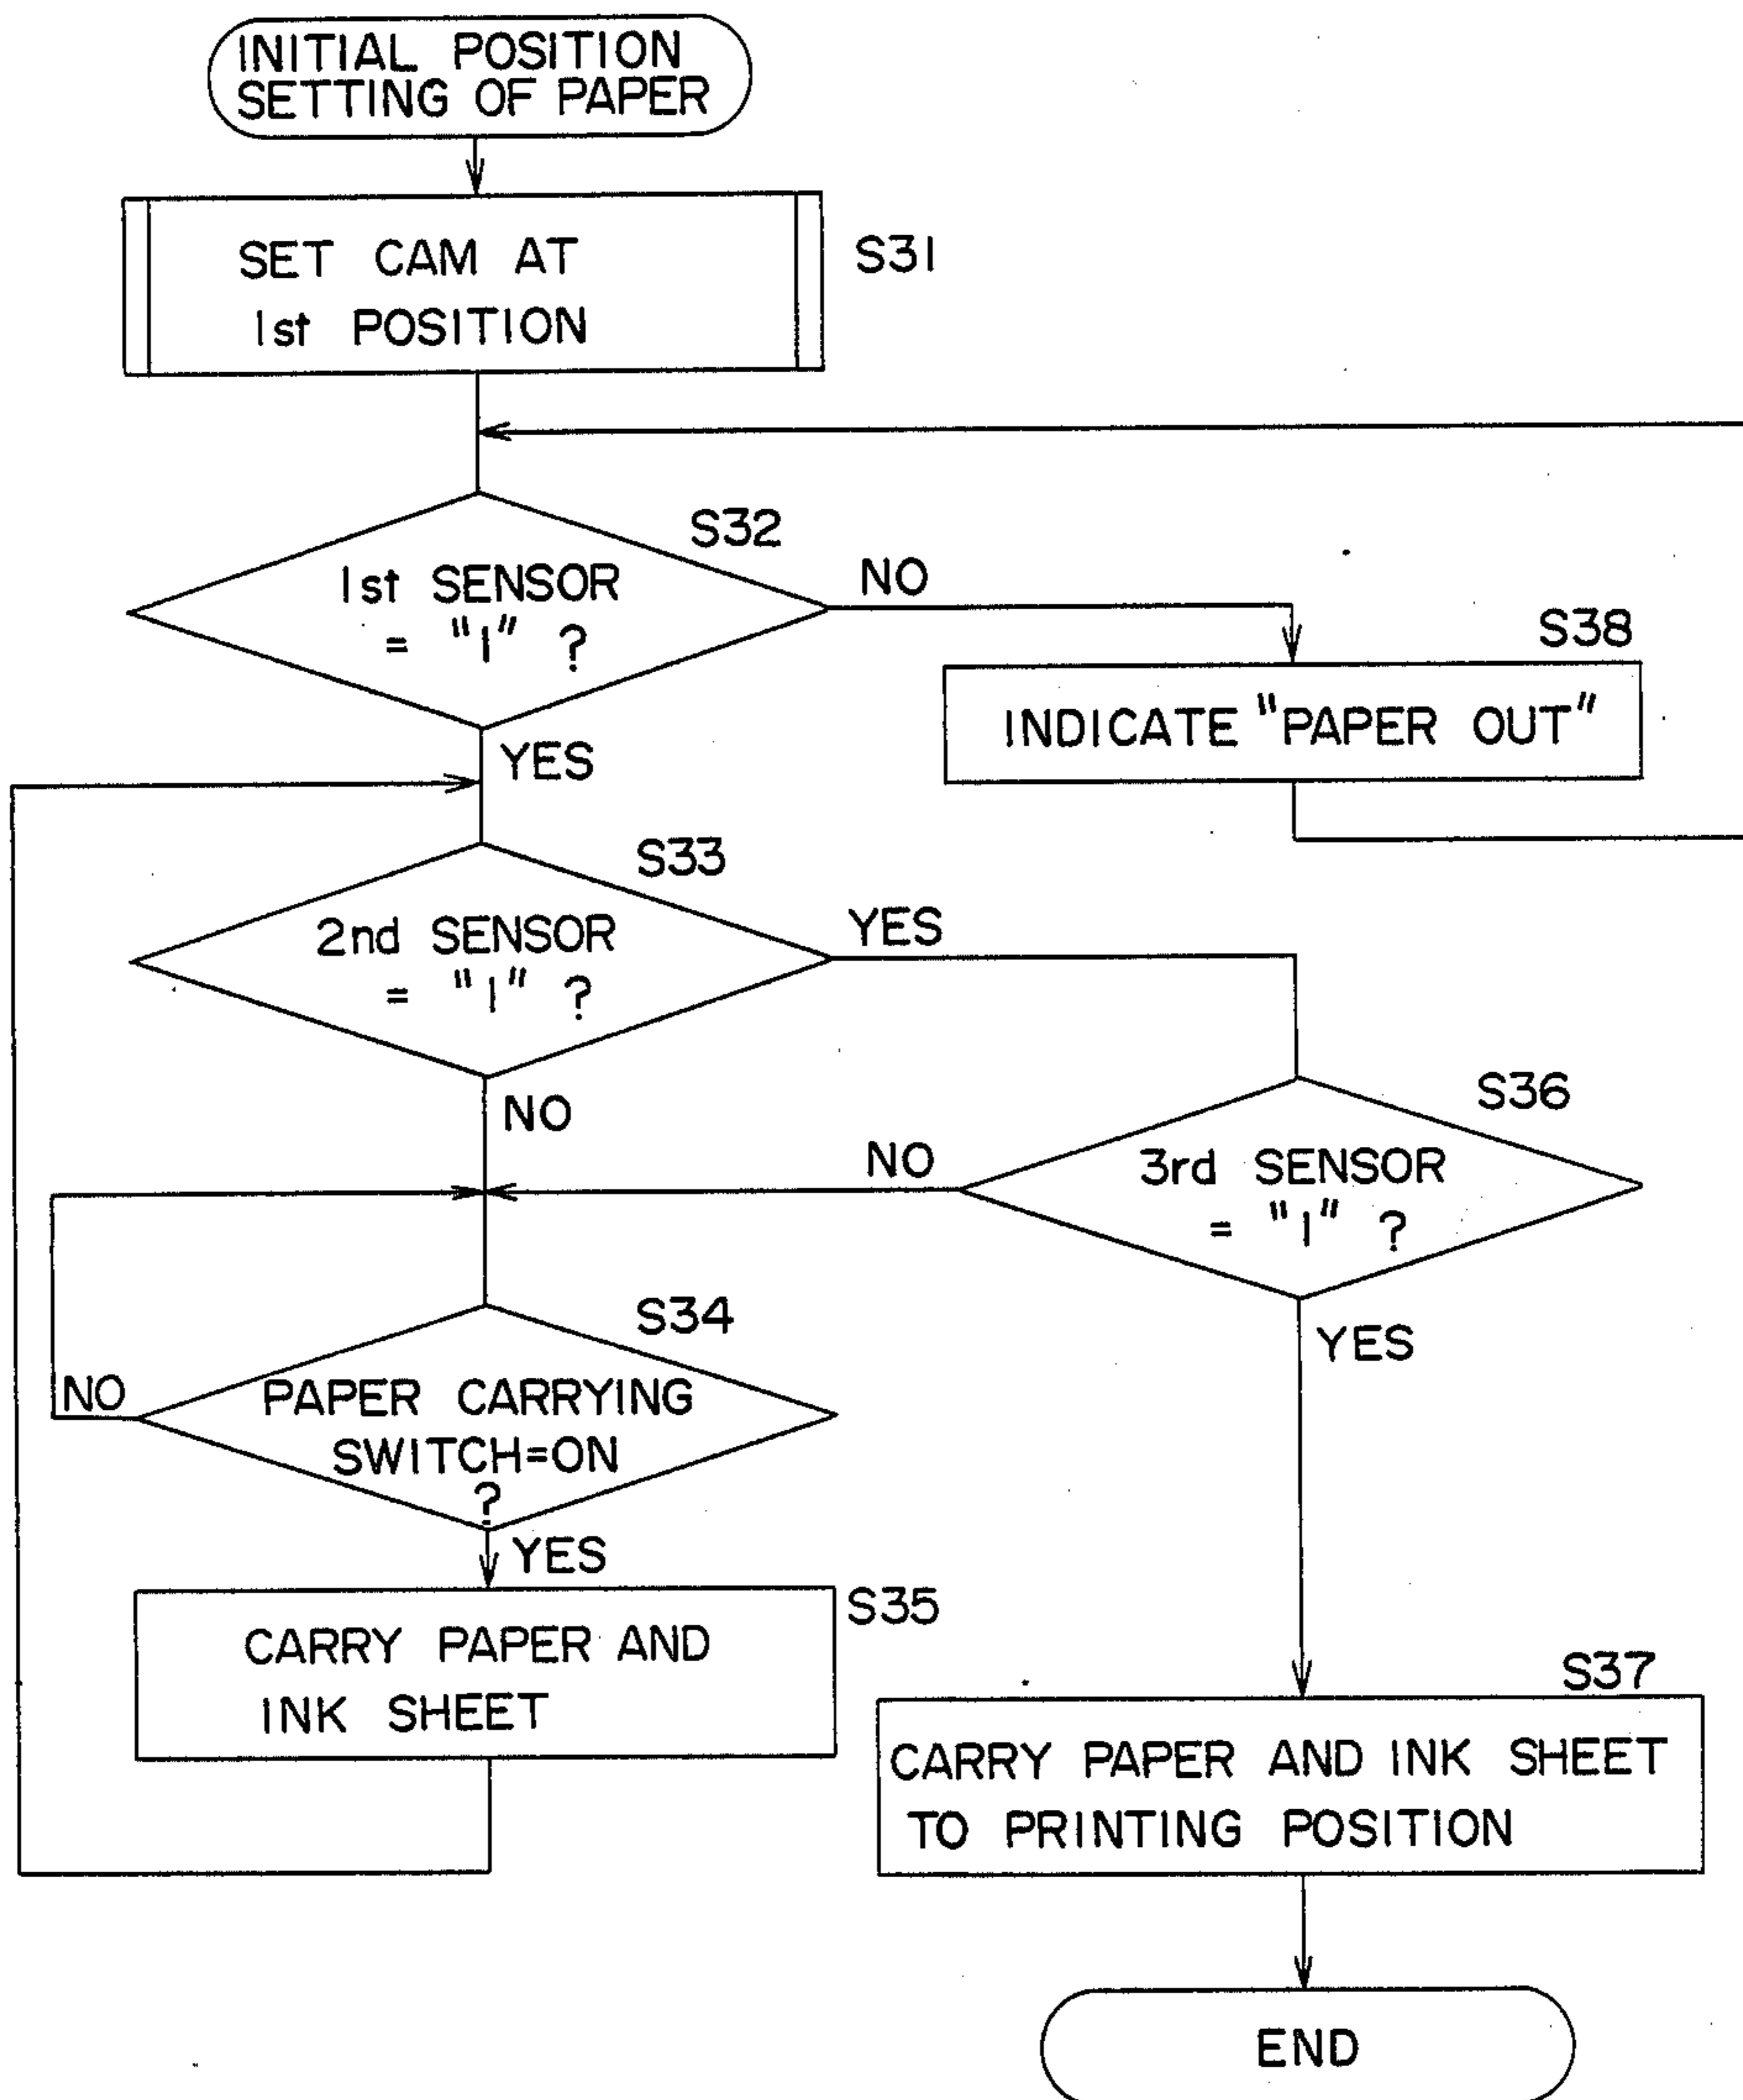 INITIAL POSITION
SETTING OF PAPER
SET CAM AT
1st POSITION
S31
S32
1st SENSOR
= "1" ?
NO
YES
S38
INDICATE "PAPER OUT"
S33
2nd SENSOR
= "1" ?
YES
NO
S36
3rd SENSOR
= "1" ?
NO
YES
S34
PAPER CARRYING
SWITCH=ON
?
NO
YES
S35
CARRY PAPER AND
INK SHEET
S37
CARRY PAPER AND INK SHEET
TO PRINTING POSITION
END